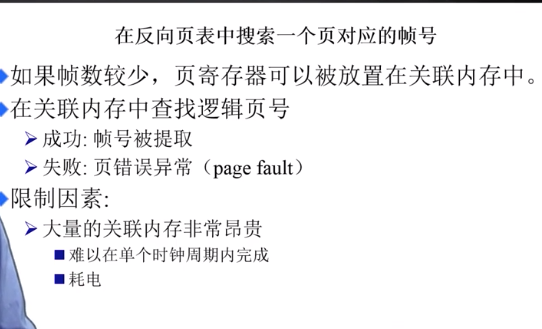 在反向页表中搜索一个页对应的帧号
如果帧数较少，页寄存器可以被放置在关联内存中。
在关联内存中查找逻辑页号
成功: 帧号被提取
失败: 页错误异常（page fault）
限制因素:
大量的关联内存非常昂贵
难以在单个时钟周期内完成
耗电